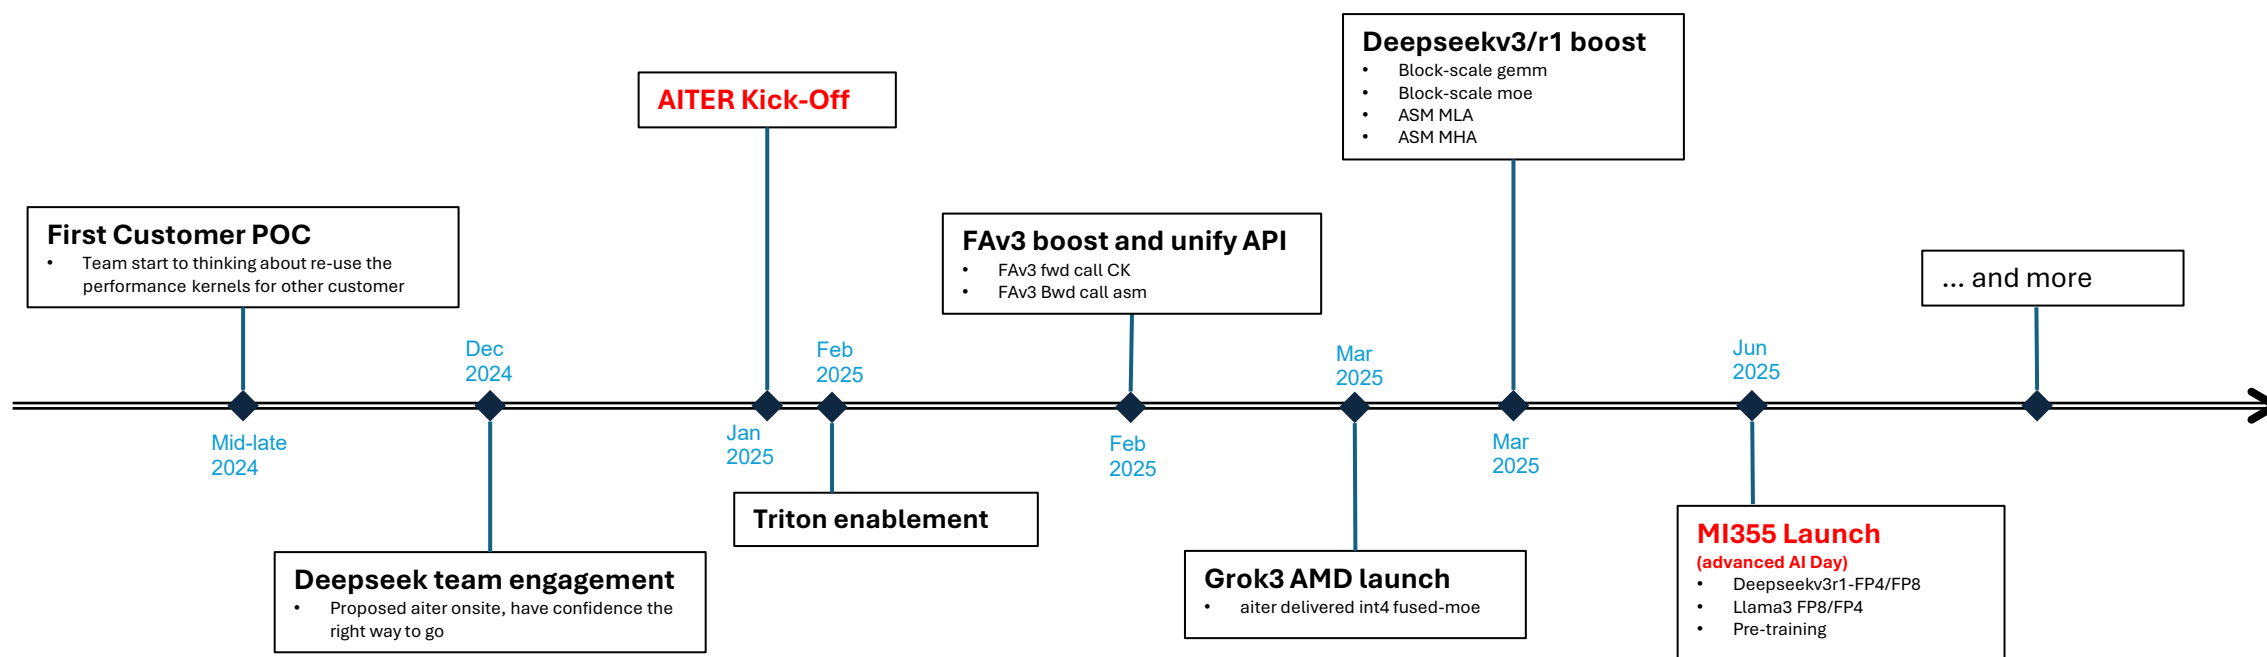 First Customer POC
• Team start to thinking about re-use the
performance kernels for other customer
Mid-late
2024
Dec
2024
Deepseek team engagement
• Proposed aiter onsite, have confidence the
right way to go
AITER Kick-Off
Jan
2025
Feb
2025
Triton enablement
FAv3 boost and unify API
• FAv3 fwd call CK
• FAv3 Bwd call asm
Feb
2025
Mar
2025
Grok3 AMD launch
• aiter delivered int4 fused-moe
Deepseekv3/r1 boost
• Block-scale gemm
• Block-scale moe
• ASM MLA
• ASM MHA
Mar
2025
Jun
2025
MI355 Launch
(advanced AI Day)
• Deepseekv3r1-FP4/FP8
• Llama3 FP8/FP4
• Pre-training
... and more